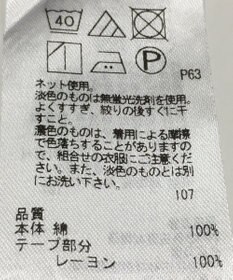 40
P
P63
ネット使用。
淡色のものは無蛍光洗剤を使用。
よくすすぎ、絞りの後すぐに干
すこと。
濃色のものは、着用による摩擦
で色落ちすることがありますの
で、組合せの衣服にご注意くだ
さい。また、淡色のものとは別
にお洗い下さい。
107
品質
本体 綿 100%
テープ部分
レーヨン 100%